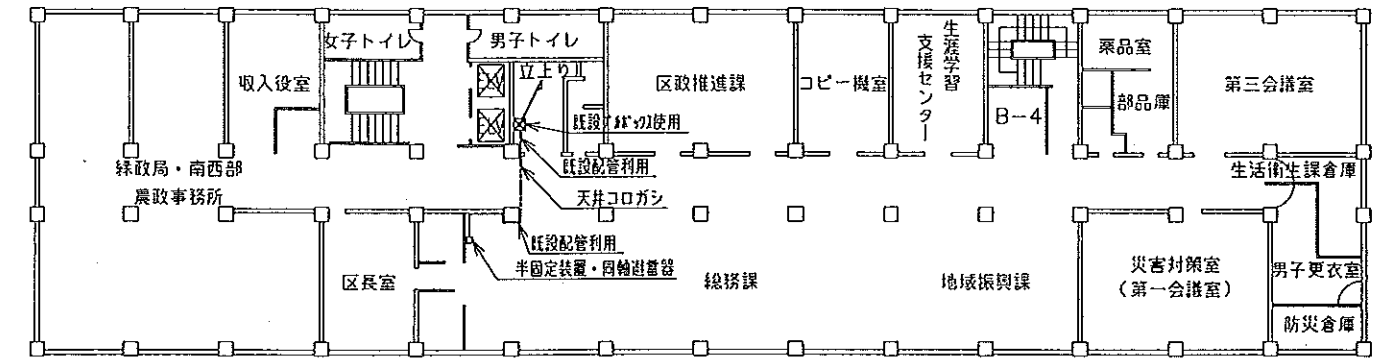 女子トイレ
男子トイレ
収入役室
立上り
区政推進課
コピー機室
生涯学習
支援センター
B-4
薬品室
部品庫
第三会議室
既設プルボックス使用
既設配管利用
天井コロガシ
緑政局・南西部
農政事務所
生活衛生課倉庫
既設配管利用
半固定装置・同軸避雷器
区長室
総務課
地域振興課
災害対策室
(第一会議室)
男子更衣室
防災倉庫